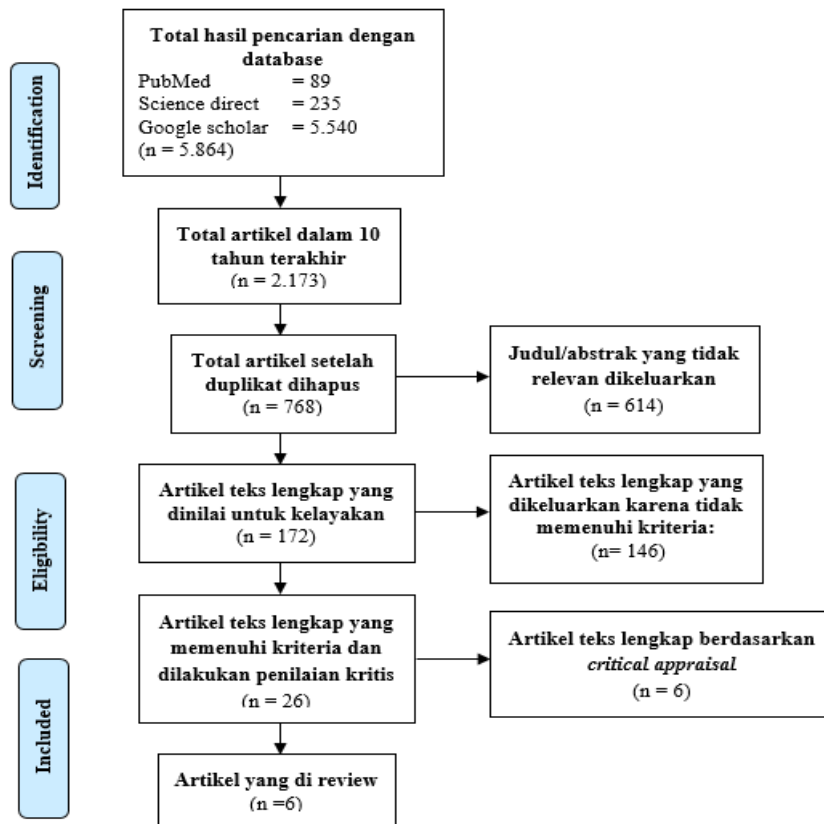 Identification
Total hasil pencarian dengan
database
PubMed = 89
Science direct = 235
Google scholar = 5.540
(n = 5.864)
Total artikel dalam 10
tahun terakhir
(n = 2.173)
Screening
Total artikel setelah
duplikat dihapus
(n = 768)
Judul/abstrak yang tidak
relevan dikeluarkan
(n = 614)
Eligibility
Artikel teks lengkap yang
dinilai untuk kelayakan
(n = 172)
Artikel teks lengkap yang
dikeluarkan karena tidak
memenuhi kriteria:
(n= 146)
Artikel teks lengkap yang
memenuhi kriteria dan
dilakukan penilaian kritis
(n = 26)
Artikel teks lengkap berdasarkan
critical appraisal
(n = 6)
Included
Artikel yang di review
(n =6)